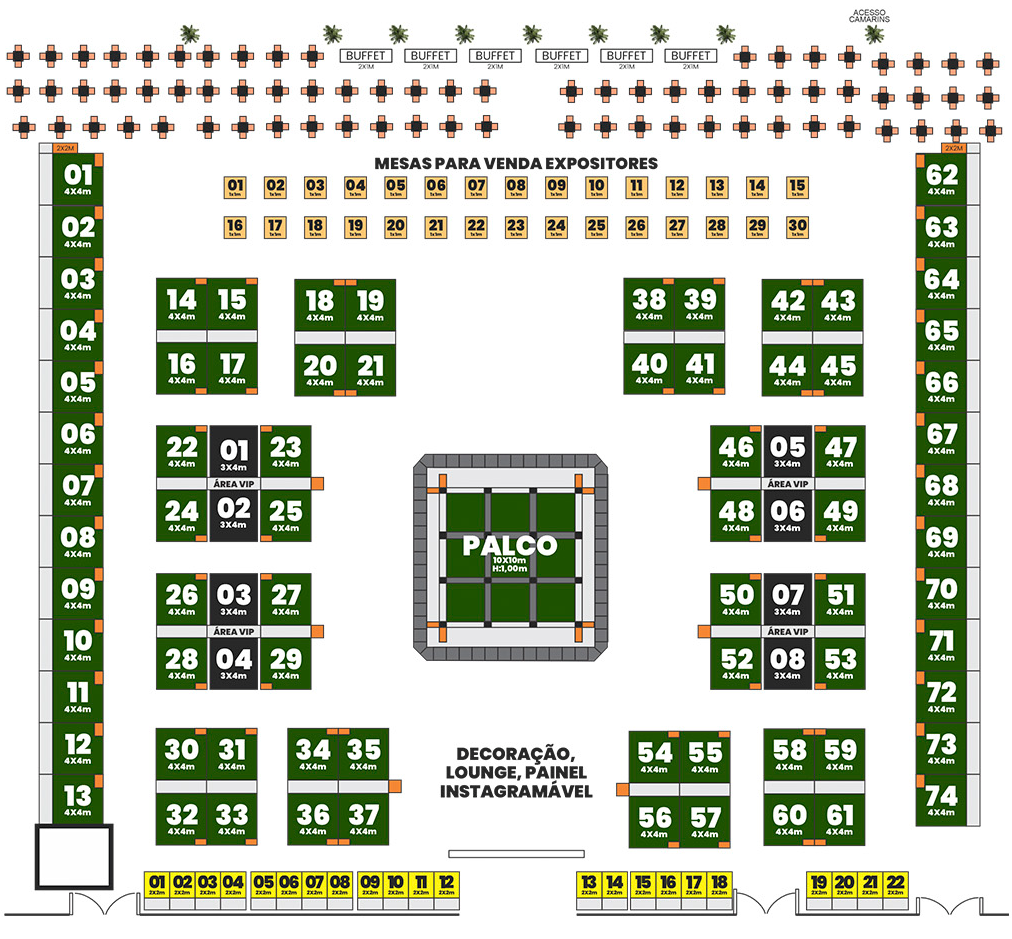 ACESSO
CAMARINS
BUFFET BUFFET BUFFET BUFFET BUFFET BUFFET
2X1M 2X1M 2X1M 2X1M 2X1M 2X1M
2X2M 2X2M
MESAS PARA VENDA EXPOSITORES
01 02 03 04 05 06 07 08 09 10 11 12 13 14 15
1x1m 1x1m 1x1m 1x1m 1x1m 1x1m 1x1m 1x1m 1x1m 1x1m 1x1m 1x1m 1x1m 1x1m 1x1m
16 17 18 19 20 21 22 23 24 25 26 27 28 29 30
1x1m 1x1m 1x1m 1x1m 1x1m 1x1m 1x1m 1x1m 1x1m 1x1m 1x1m 1x1m 1x1m 1x1m 1x1m
01
4X4m
02
4X4m
03
4X4m
04
4X4m
05
4X4m
06
4X4m
07
4X4m
08
4X4m
09
4X4m
10
4X4m
11
4X4m
12
4X4m
13
4X4m
14 15
4X4m 4X4m
16 17
4X4m 4X4m
18 19
4X4m 4X4m
20 21
4X4m 4X4m
38 39
4X4m 4X4m
40 41
4X4m 4X4m
42 43
4X4m 4X4m
44 45
4X4m 4X4m
22 01 23
4X4m 3X4m 4X4m
ÁREA VIP
24 02 25
4X4m 3X4m 4X4m
26 03 27
4X4m 3X4m 4X4m
ÁREA VIP
28 04 29
4X4m 3X4m 4X4m
PALCO
10X10m
H:1,00m
46 05 47
4X4m 3X4m 4X4m
ÁREA VIP
48 06 49
4X4m 3X4m 4X4m
50 07 51
4X4m 3X4m 4X4m
ÁREA VIP
52 08 53
4X4m 3X4m 4X4m
30 31
4X4m 4X4m
32 33
4X4m 4X4m
34 35
4X4m 4X4m
36 37
4X4m 4X4m
DECORAÇÃO,
LOUNGE, PAINEL
INSTAGRAMÁVEL
54 55
4X4m 4X4m
56 57
4X4m 4X4m
58 59
4X4m 4X4m
60 61
4X4m 4X4m
62
4X4m
63
4X4m
64
4X4m
65
4X4m
66
4X4m
67
4X4m
68
4X4m
69
4X4m
70
4X4m
71
4X4m
72
4X4m
73
4X4m
74
4X4m
01 02 03 04 05 06 07 08 09 10 11 12 13 14 15 16 17 18 19 20 21 22
2X2m 2X2m 2X2m 2X2m 2X2m 2X2m 2X2m 2X2m 2X2m 2X2m 2X2m 2X2m 2X2m 2X2m 2X2m 2X2m 2X2m 2X2m 2X2m 2X2m 2X2m 2X2m